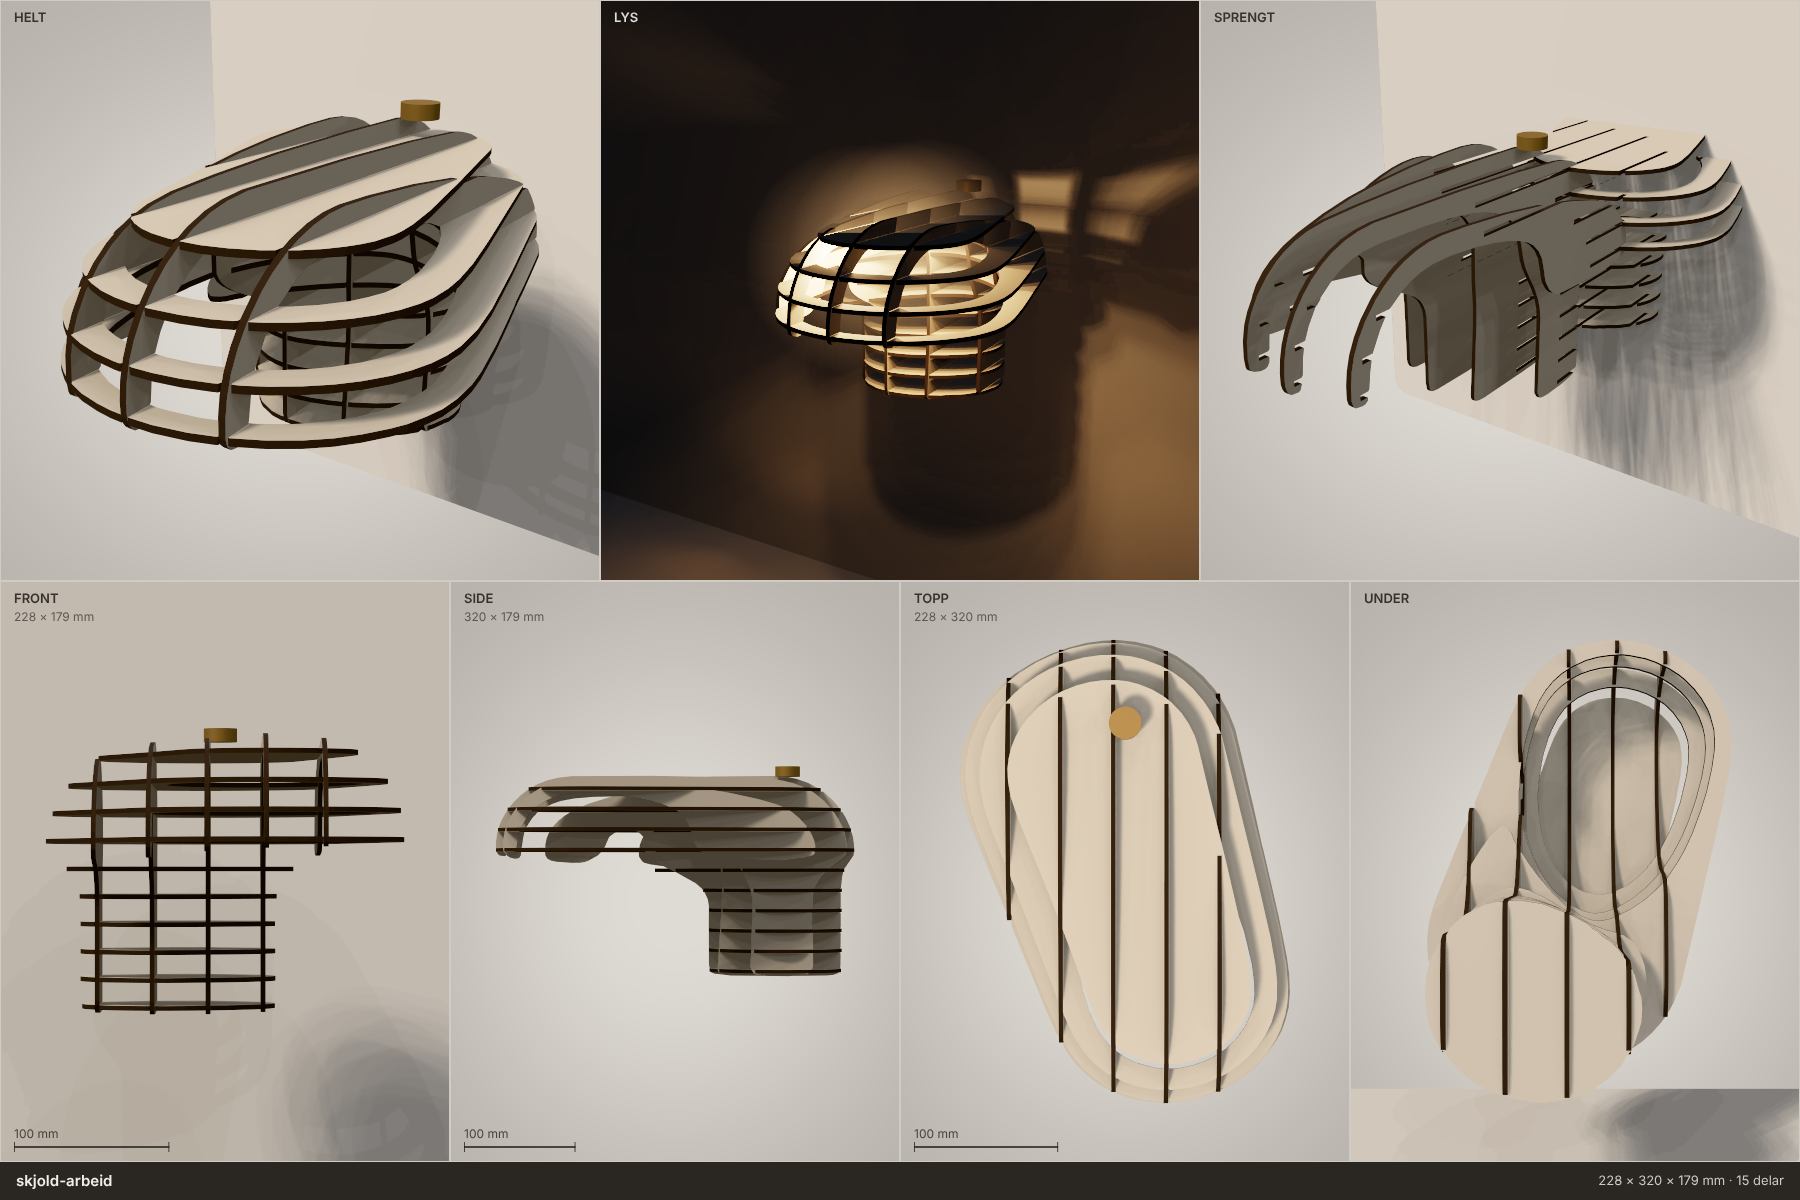 HELT
LYS
SPRENGT
FRONT
228 × 179 mm
SIDE
320 × 179 mm
TOPP
228 × 320 mm
UNDER
100 mm
100 mm
100 mm
skjold-arbeid
228 × 320 × 179 mm · 15 delar